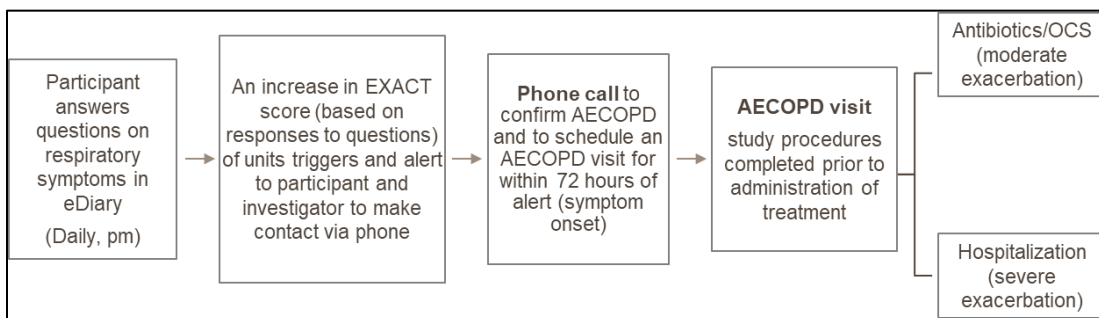 Participant
answers
questions on
respiratory
symptoms in
eDiary
(Daily, pm)
An increase in EXACT
score (based on
responses to questions)
of units triggers and alert
to participant and
investigator to make
contact via phone
Phone call to
confirm AECOPD
and to schedule an
AECOPD visit for
within 72 hours of
alert (symptom
onset)
AECOPD visit
study procedures
completed prior to
administration of
treatment
Antibiotics/OCS
(moderate
exacerbation)
Hospitalization
(severe
exacerbation)